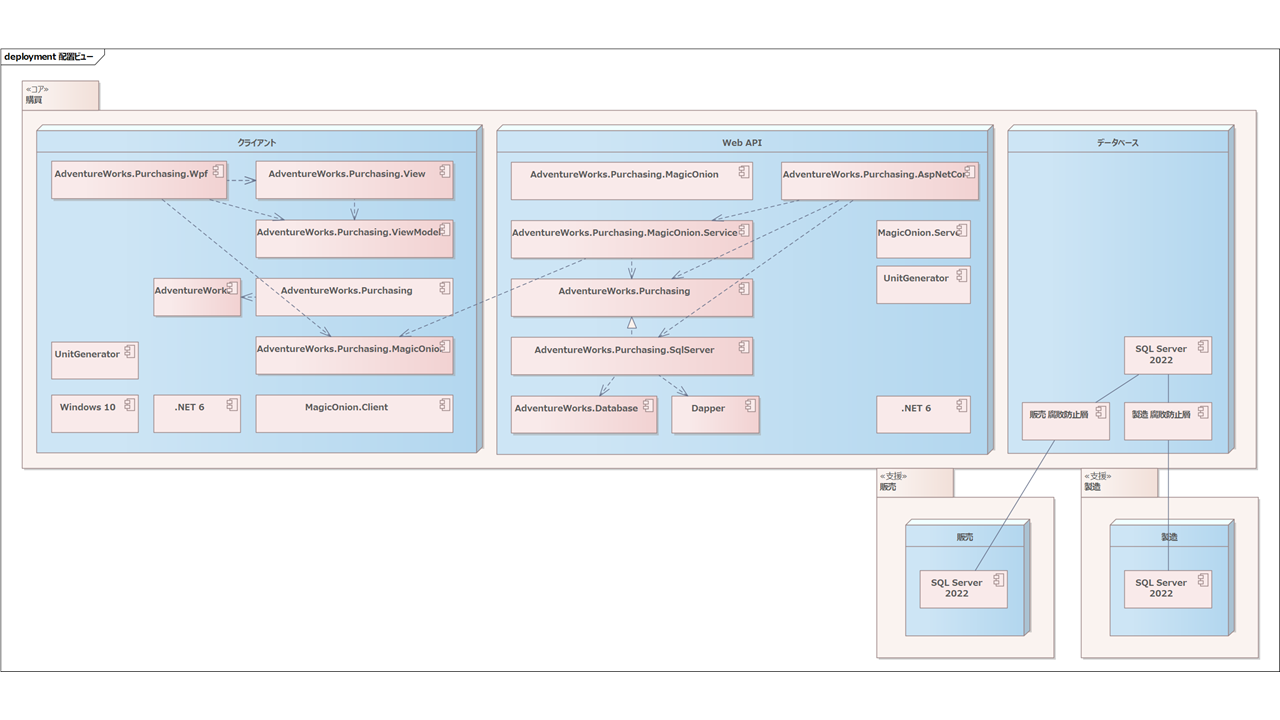 deployment 配置ビュー
«コア»
購買
クライアント
AdventureWorks.Purchasing.Wpf
AdventureWorks.Purchasing.View
AdventureWorks.Purchasing.ViewModel
AdventureWork
AdventureWorks.Purchasing
AdventureWorks.Purchasing.MagicOnio
UnitGenerator
Windows 10
.NET 6
MagicOnion.Client
Web API
AdventureWorks.Purchasing.MagicOnion
AdventureWorks.Purchasing.AspNetCor
AdventureWorks.Purchasing.MagicOnion.Service
MagicOnion.Serve
UnitGenerator
AdventureWorks.Purchasing
AdventureWorks.Purchasing.SqlServer
AdventureWorks.Database
Dapper
.NET 6
データベース
SQL Server
2022
販売 腐敗防止層
製造 腐敗防止層
«支援»
販売
販売
SQL Server
2022
«支援»
製造
製造
SQL Server
2022